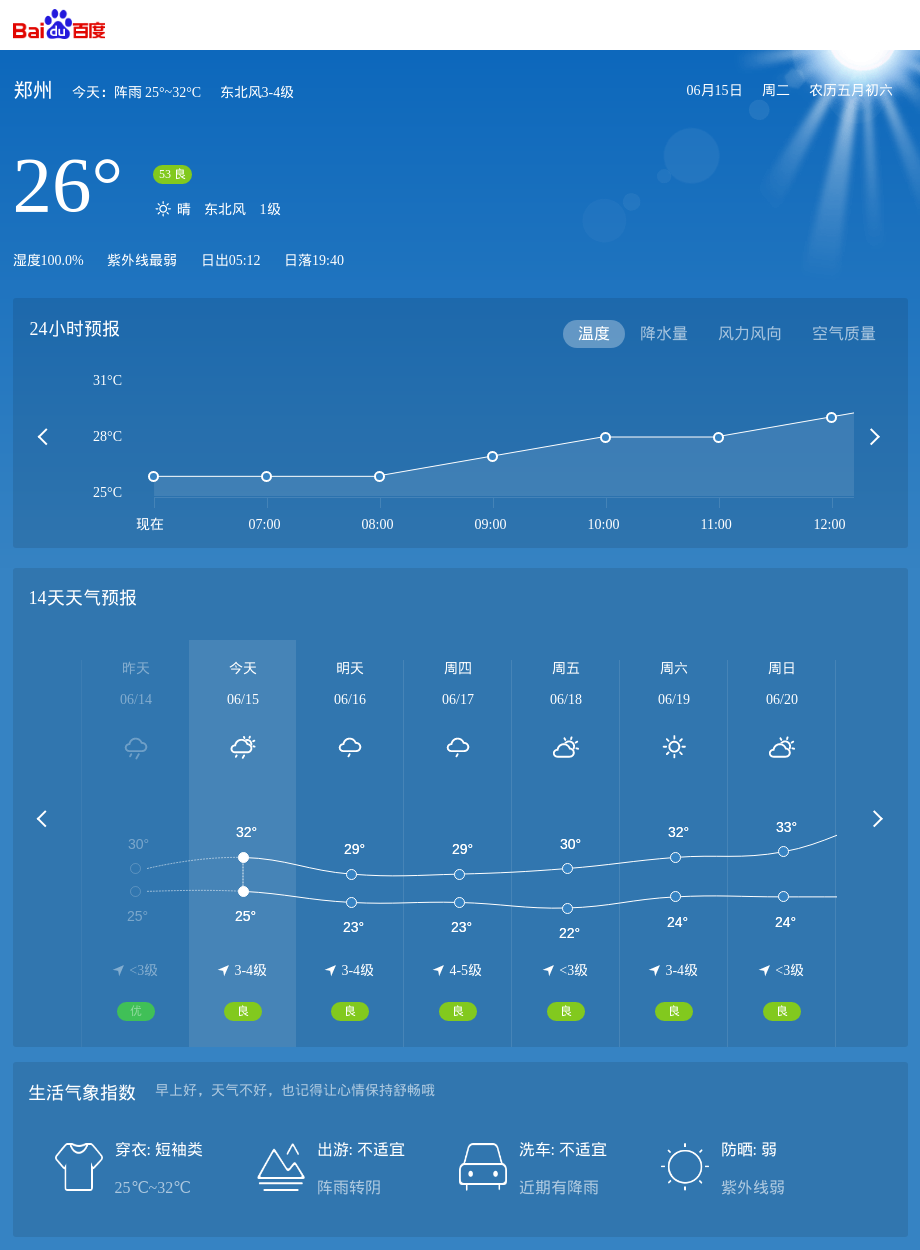 Bai du 百度
郑州 今天：阵雨 25°~32°C 东北风3-4级 06月15日 周二 农历五月初六
26°
53 良
晴 东北风 1级
湿度100.0% 紫外线最弱 日出05:12 日落19:40
24小时预报 温度 降水量 风力风向 空气质量
31°C
28°C
25°C
现在 07:00 08:00 09:00 10:00 11:00 12:00
14天天气预报
昨天 今天 明天 周四 周五 周六 周日
06/14 06/15 06/16 06/17 06/18 06/19 06/20
30° 32° 29° 29° 30° 32° 33°
25° 25° 23° 23° 22° 24° 24°
<3级 3-4级 3-4级 4-5级 <3级 3-4级 <3级
优 良 良 良 良 良 良
生活气象指数 早上好，天气不好，也记得让心情保持舒畅哦
穿衣: 短袖类 出游: 不适宜 洗车: 不适宜 防晒: 弱
25℃~32℃ 阵雨转阴 近期有降雨 紫外线弱